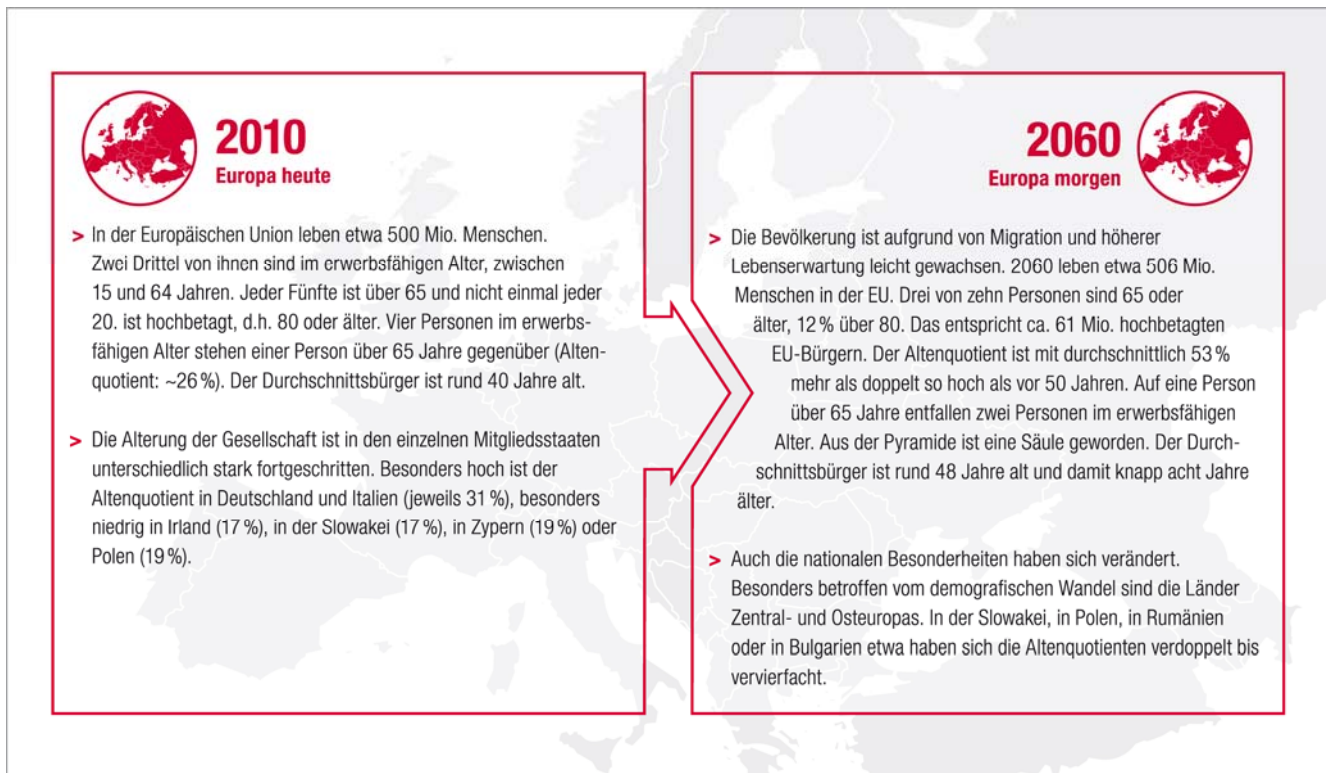 2010
Europa heute
> In der Europäischen Union leben etwa 500 Mio. Menschen.
Zwei Drittel von ihnen sind im erwerbsfähigen Alter, zwischen
15 und 64 Jahren. Jeder Fünfte ist über 65 und nicht einmal jeder
20. ist hochbetagt, d.h. 80 oder älter. Vier Personen im erwerbs-
fähigen Alter stehen einer Person über 65 Jahre gegenüber (Alten-
quotient: ~26 %). Der Durchschnittsbürger ist rund 40 Jahre alt.
> Die Alterung der Gesellschaft ist in den einzelnen Mitgliedsstaaten
unterschiedlich stark fortgeschritten. Besonders hoch ist der
Altenquotient in Deutschland und Italien (jeweils 31 %), besonders
niedrig in Irland (17 %), in der Slowakei (17 %), in Zypern (19 %) oder
Polen (19 %).
2060
Europa morgen
> Die Bevölkerung ist aufgrund von Migration und höherer
Lebenserwartung leicht gewachsen. 2060 leben etwa 506 Mio.
Menschen in der EU. Drei von zehn Personen sind 65 oder
älter, 12 % über 80. Das entspricht ca. 61 Mio. hochbetagten
EU-Bürgern. Der Altenquotient ist mit durchschnittlich 53 %
mehr als doppelt so hoch als vor 50 Jahren. Auf eine Person
über 65 Jahre entfallen zwei Personen im erwerbsfähigen
Alter. Aus der Pyramide ist eine Säule geworden. Der Durch-
schnittsbürger ist rund 48 Jahre alt und damit knapp acht Jahre
älter.
> Auch die nationalen Besonderheiten haben sich verändert.
Besonders betroffen vom demografischen Wandel sind die Länder
Zentral- und Osteuropas. In der Slowakei, in Polen, in Rumänien
oder in Bulgarien etwa haben sich die Altenquotienten verdoppelt bis
vervierfacht.